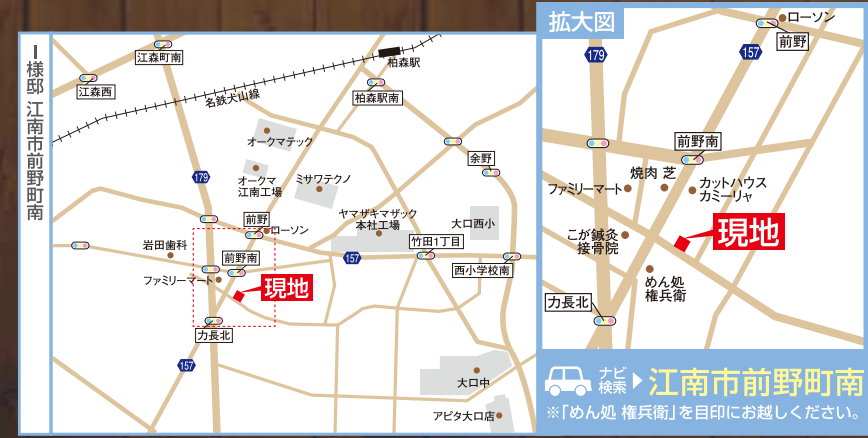 I様邸 江南市前野町南
江森町南
江森西
柏森駅
名鉄犬山線
柏森駅南
オークマテック
余野
オークマ
江南工場
ミサワテクノ
179
ヤマザキマザック
本社工場
大口西小
前野
ローソン
竹田1丁目
岩田歯科
前野南
157
西小学校南
ファミリーマート
現地
力長北
157
大口中
アピタ大口店
拡大図
ローソン
前野
179
157
前野南
焼肉 芝
ファミリーマート
カットハウス
カミーリャ
こが鍼灸
接骨院
現地
めん処
権兵衛
力長北
ナビ
検索
江南市前野町南
※「めん処 権兵衛」を目印にお越しください。